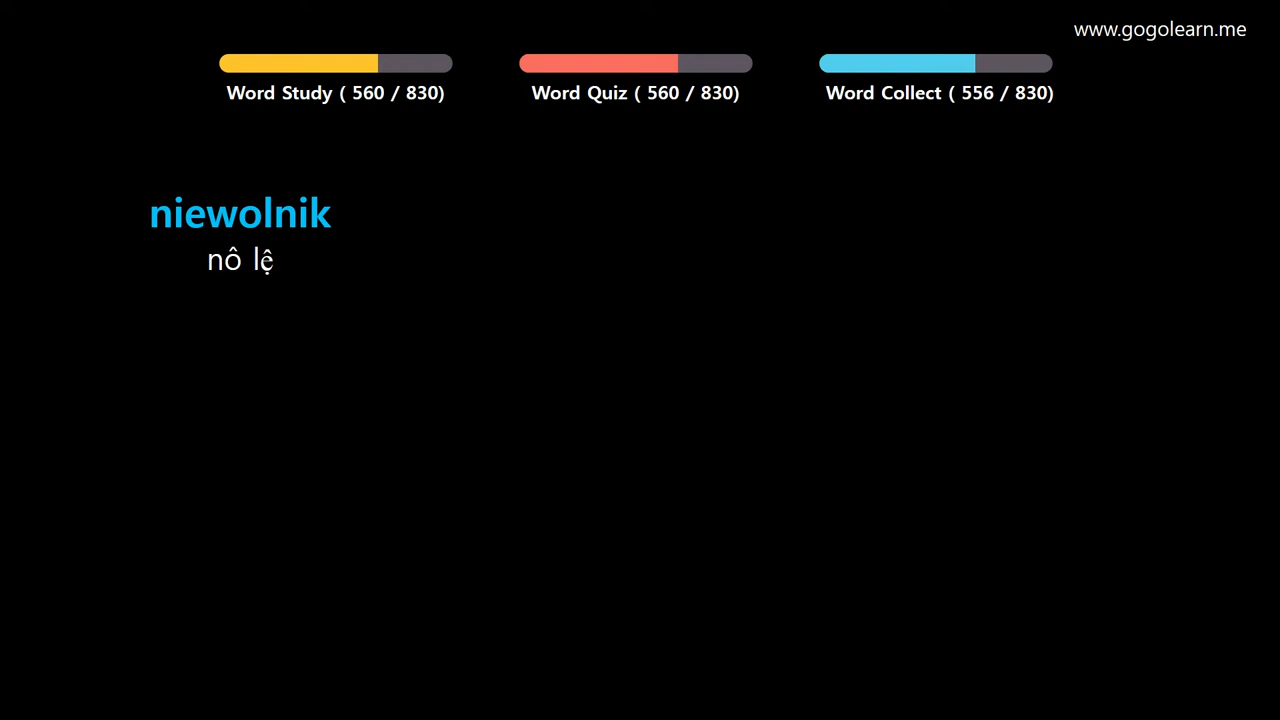 www.gogolearn.me
Word Study ( 560 / 830)
Word Quiz ( 560 / 830)
Word Collect ( 556 / 830)
niewolnik
nô lệ